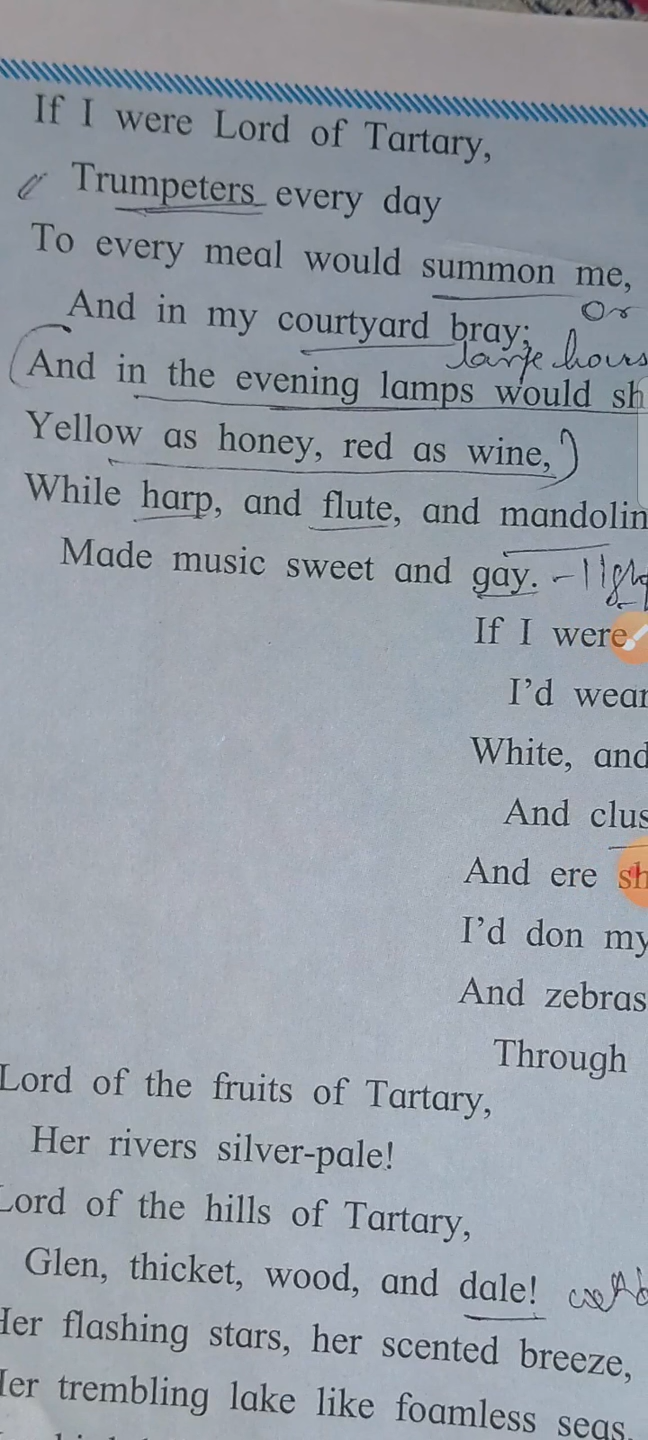 If I were Lord of Tartary,
Trumpeters every day
To every meal would summon me,
And in my courtyard bray;
And in the evening lamps would sh
Yellow as honey, red as wine,
While harp, and flute, and mandolin
Made music sweet and gay.
If I were
I'd wear
White, and
And clus
And ere sh
I'd don my
And zebras
Through
Lord of the fruits of Tartary,
Her rivers silver-pale!
Lord of the hills of Tartary,
Glen, thicket, wood, and dale!
Her flashing stars, her scented breeze,
Her trembling lake like foamless seas,